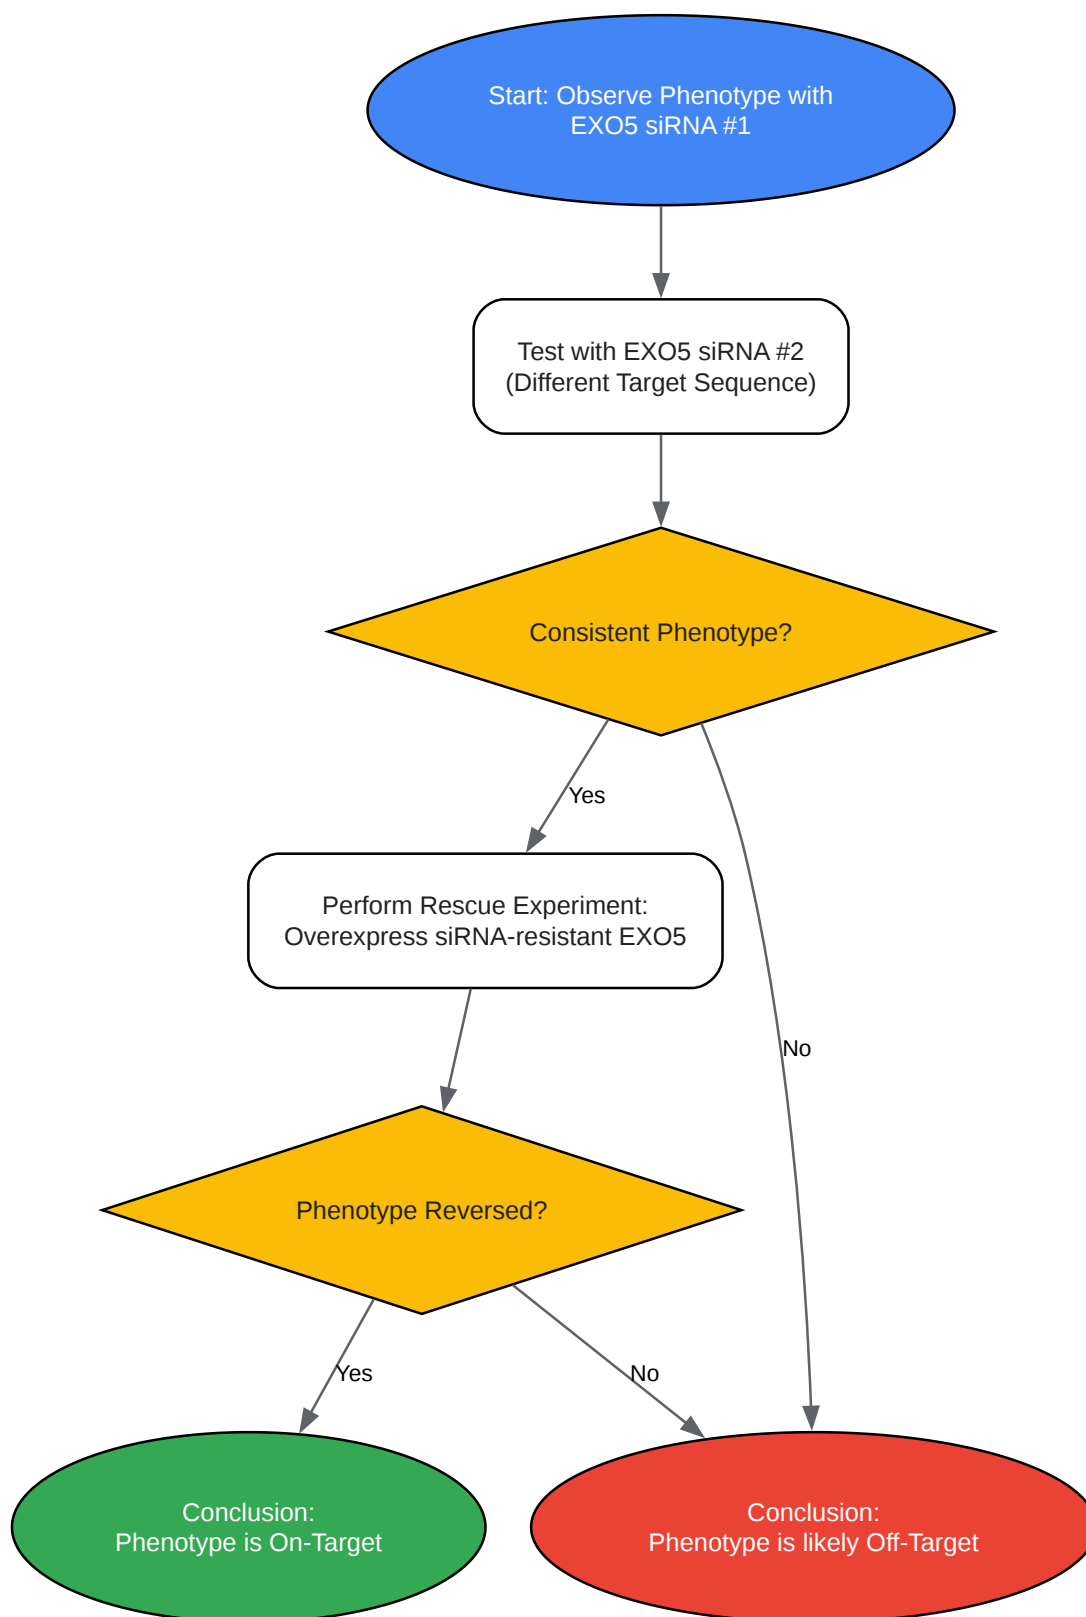 Start: Observe Phenotype with
EXO5 siRNA #1
Test with EXO5 siRNA #2
(Different Target Sequence)
Consistent Phenotype?
Yes
Perform Rescue Experiment:
Overexpress siRNA-resistant EXO5
No
Phenotype Reversed?
Yes
No
Conclusion:
Phenotype is On-Target
Conclusion:
Phenotype is likely Off-Target